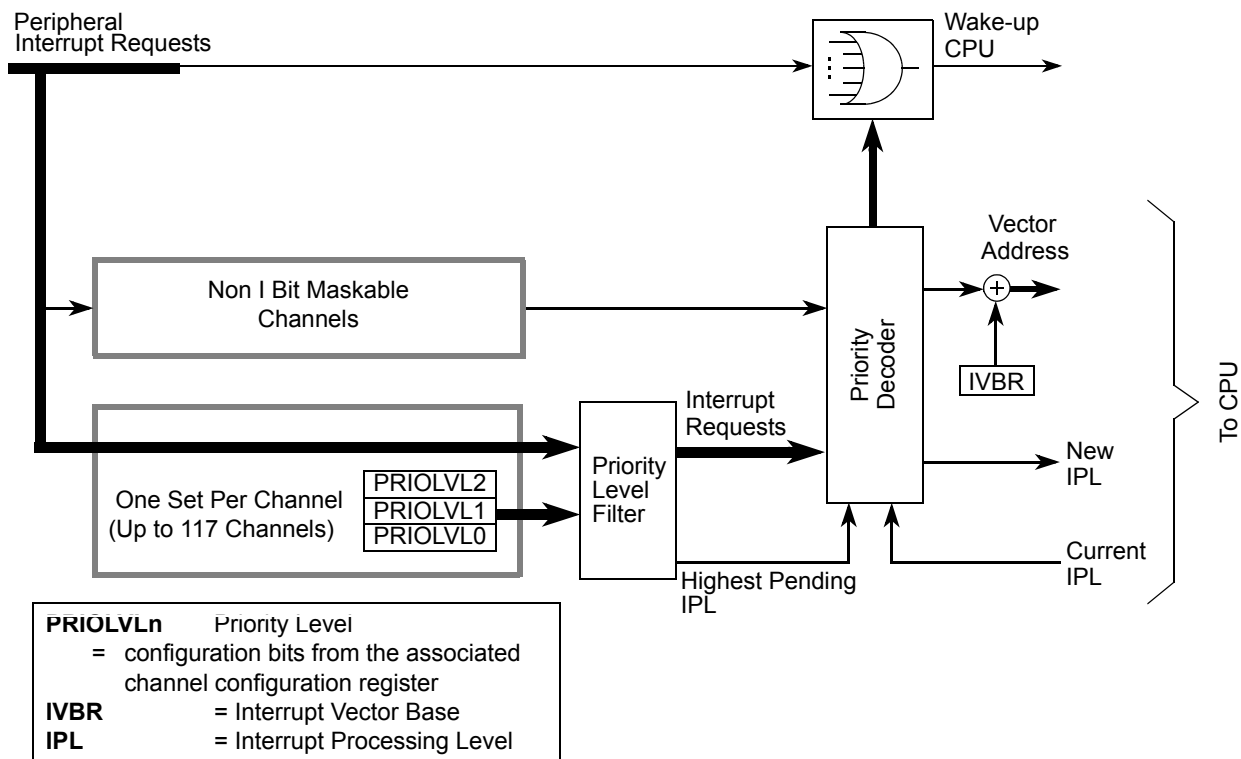 Peripheral
Interrupt Requests
Wake-up
CPU
Non I Bit Maskable
Channels
Vector
Address
IVBR
Priority
Decoder
To CPU
Interrupt
Requests
New
IPL
One Set Per Channel
(Up to 117 Channels)
PRIOLVL2
PRIOLVL1
PRIOLVL0
Priority
Level
Filter
Highest Pending
IPL
Current
IPL
PRIOLVLn Priority Level
= configuration bits from the associated
channel configuration register
IVBR = Interrupt Vector Base
IPL = Interrupt Processing Level